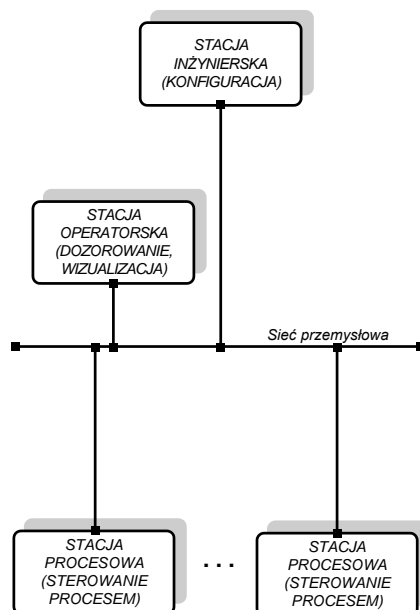 STACJA
INŻYNIERSKA
(KONFIGURACJA)
STACJA
OPERATORSKA
(DOZOROWANIE,
WIZUALIZACJA)
Sieć przemysłowa
STACJA
PROCESOWA
(STEROWANIE
PROCESEM)
...
STACJA
PROCESOWA
(STEROWANIE
PROCESEM)